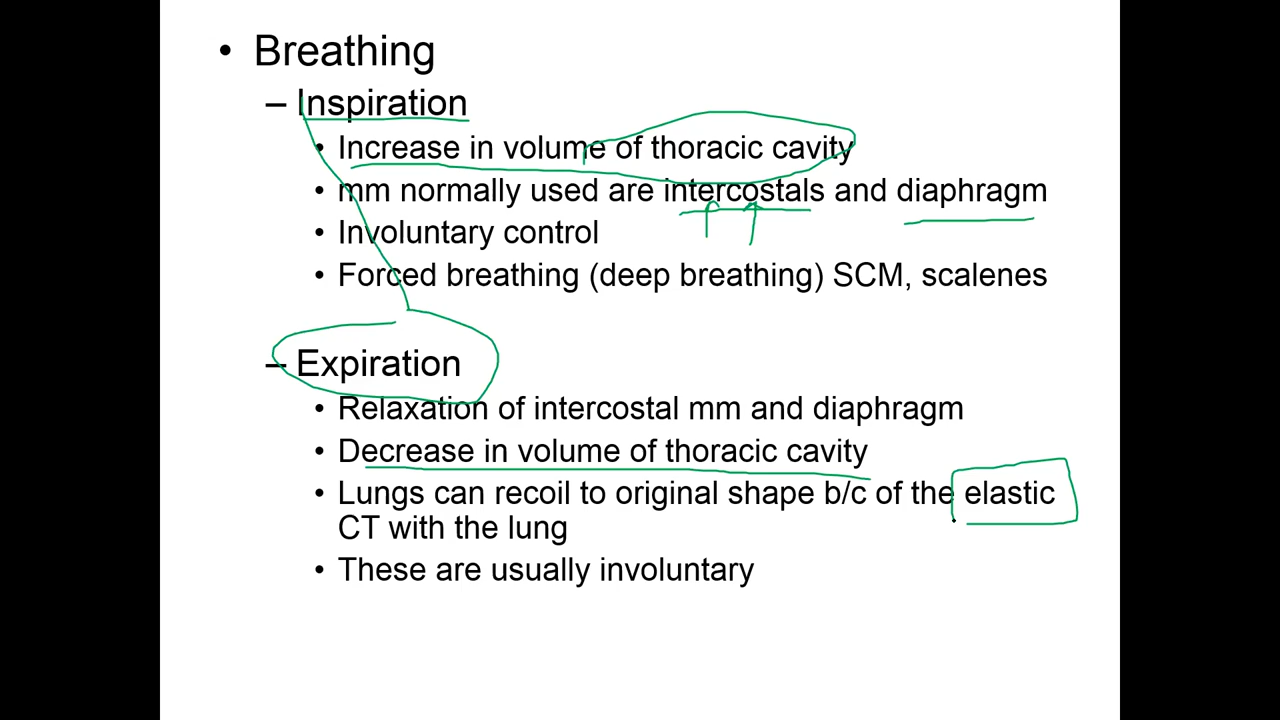 • Breathing
– Inspiration
• Increase in volume of thoracic cavity
• mm normally used are intercostals and diaphragm
• Involuntary control
• Forced breathing (deep breathing) SCM, scalenes
– Expiration
• Relaxation of intercostal mm and diaphragm
• Decrease in volume of thoracic cavity
• Lungs can recoil to original shape b/c of the elastic
CT with the lung
• These are usually involuntary